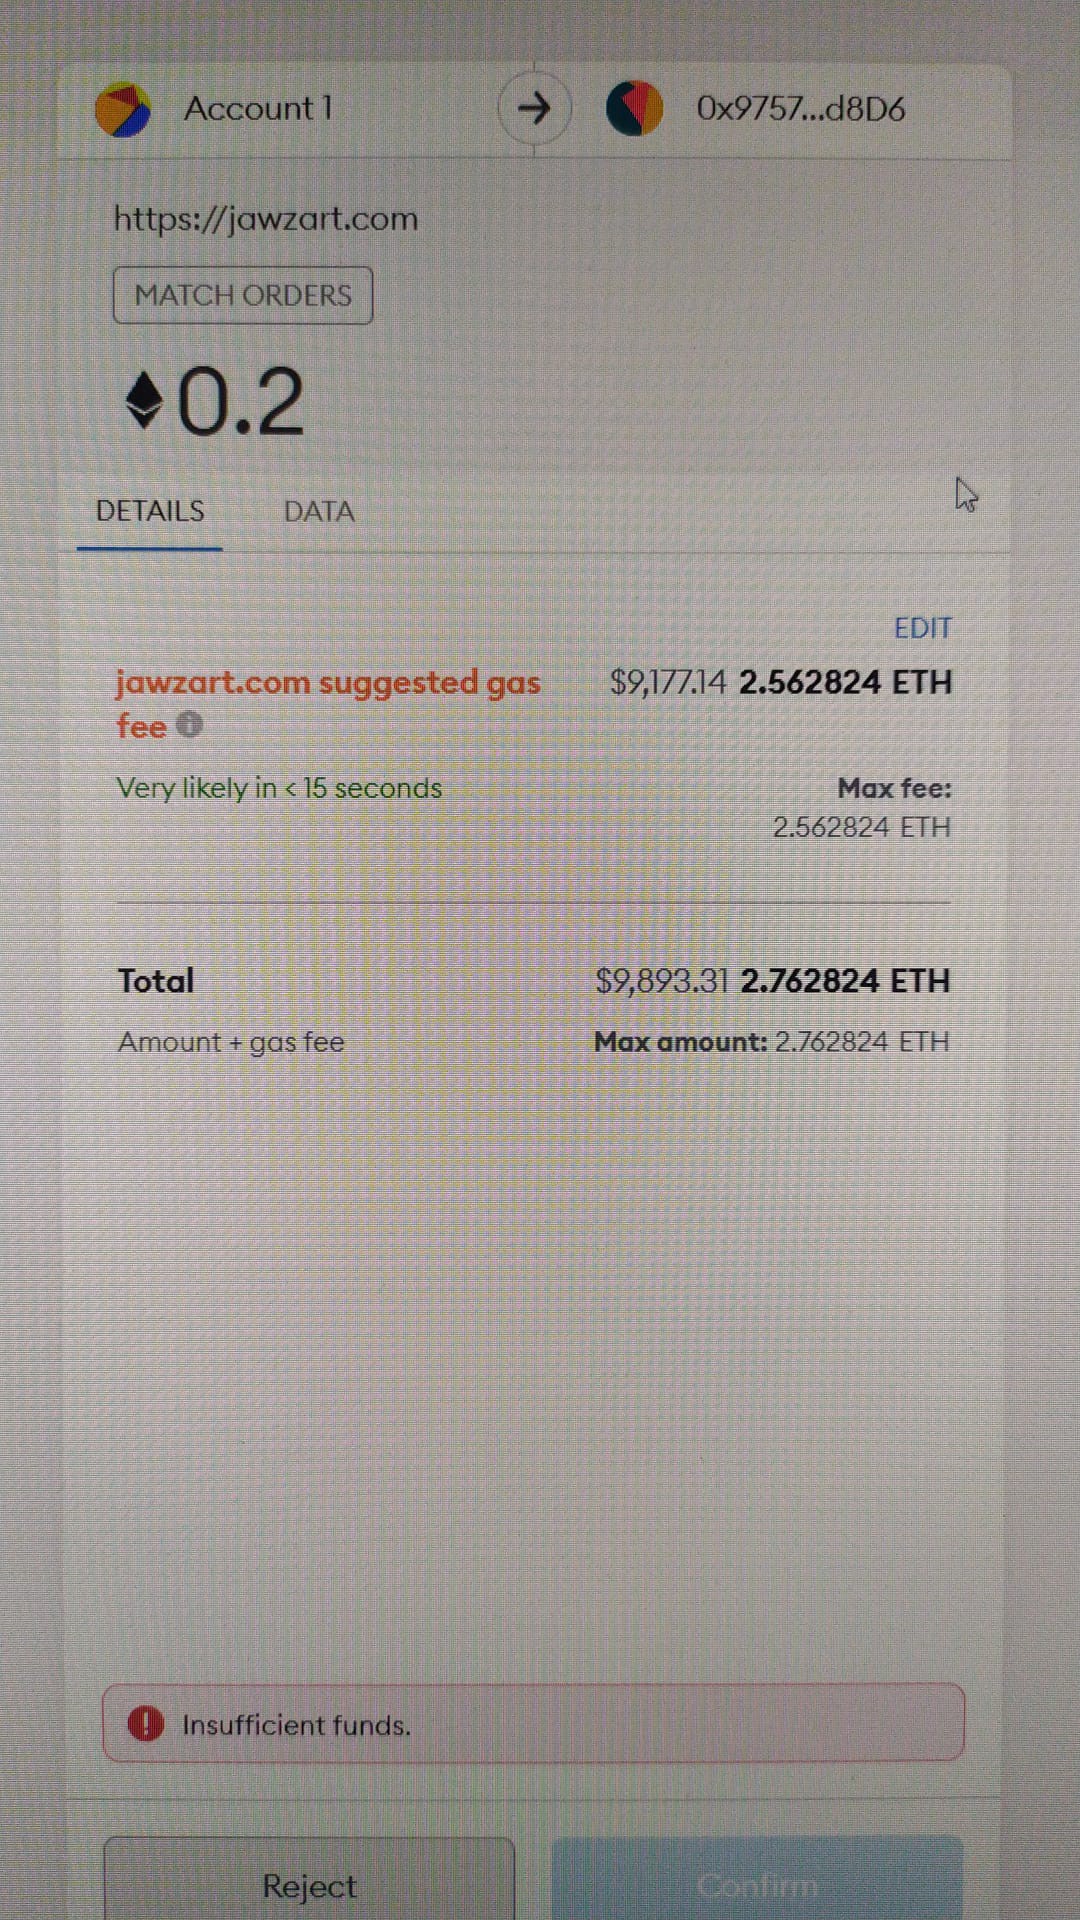 Account 1 0x9757...d8D6
https://jawzart.com
MATCH ORDERS
0.2
DETAILS DATA
EDIT
jawzart.com suggested gas $9,177.14 2.562824 ETH
fee
Very likely in < 15 seconds Max fee:
2.562824 ETH
Total $9,893.31 2.762824 ETH
Amount + gas fee Max amount: 2.762824 ETH
Insufficient funds.
Reject Confirm